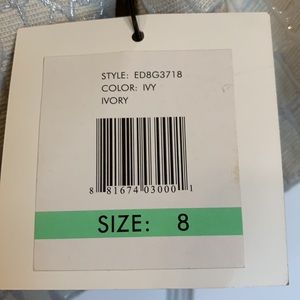 STYLE: ED8G3718
COLOR: IVY
IVORY
8 81674 03000 1
SIZE: 8